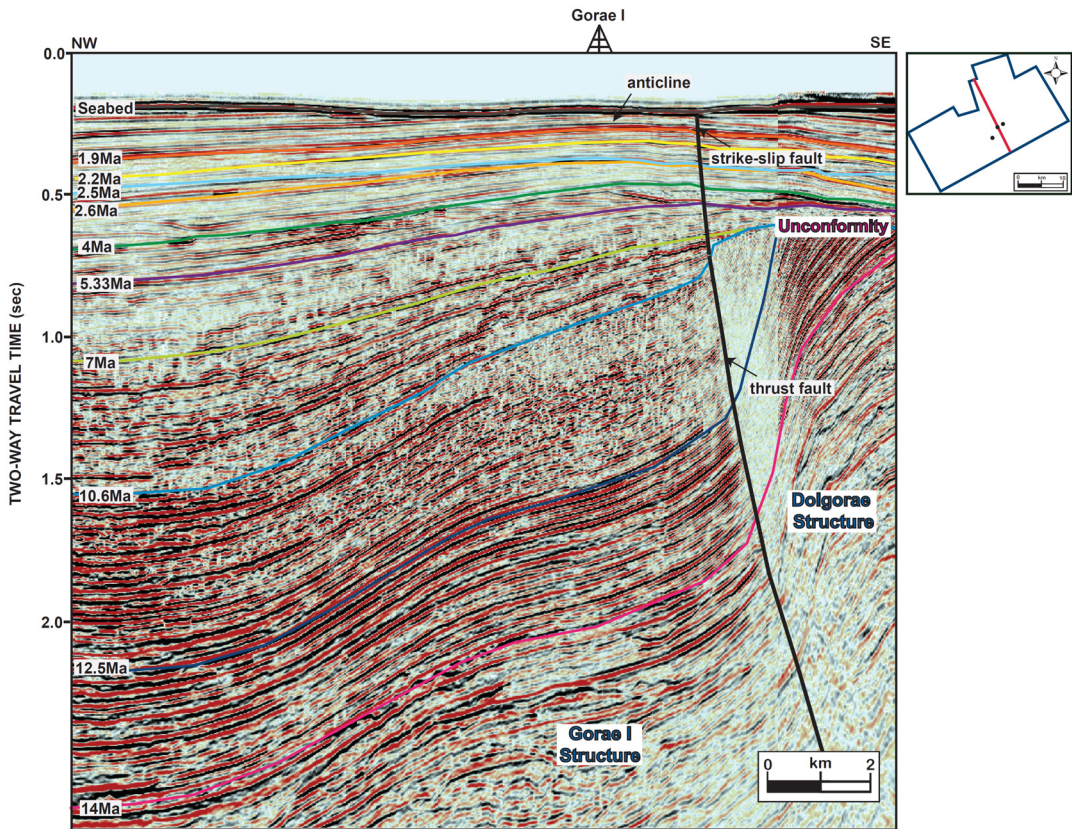 Gorae I
NW
SE
0.0
Seabed
anticline
strike-slip fault
1.9Ma
2.2Ma
2.5Ma
2.6Ma
0.5
4Ma
Unconformity
5.33Ma
1.0
7Ma
thrust fault
TWO-WAY TRAVEL TIME (sec)
1.5
10.6Ma
Dolgorae
Structure
2.0
12.5Ma
Gorae I
Structure
km
0
2
14Ma
N
km
0
10